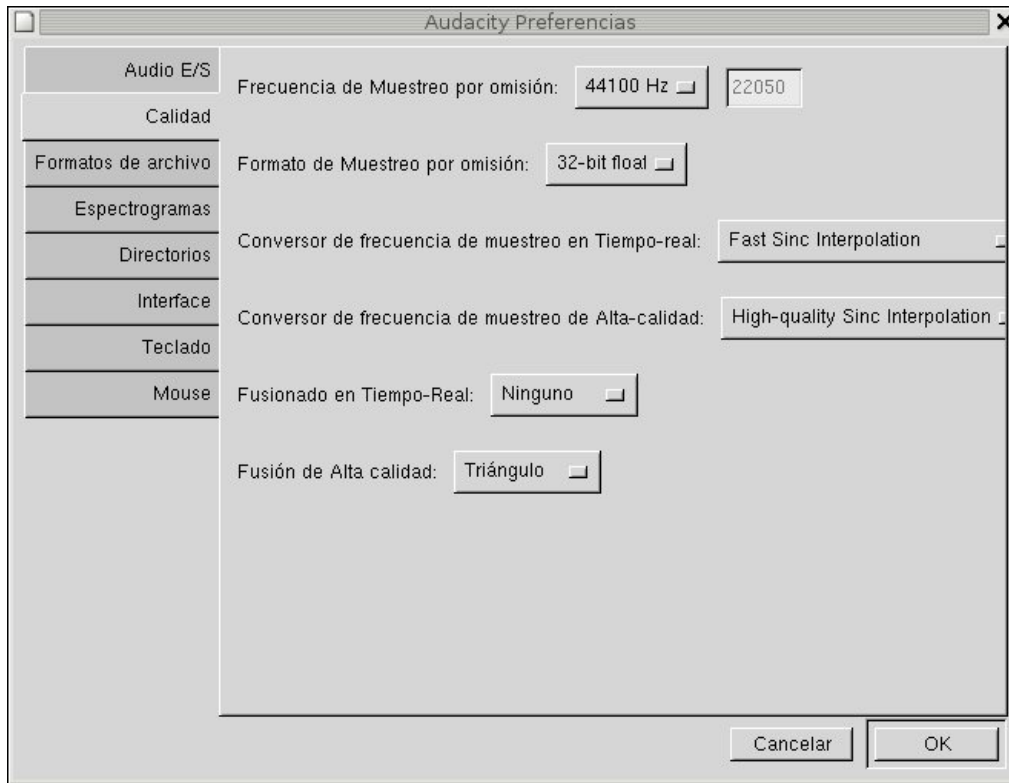 Audacity Preferencias
Audio E/S
Calidad
Formatos de archivo
Espectrogramas
Directorios
Interface
Teclado
Mouse
Frecuencia de Muestreo por omisión: 44100 Hz 22050
Formato de Muestreo por omisión: 32-bit float
Conversor de frecuencia de muestreo en Tiempo-real: Fast Sinc Interpolation
Conversor de frecuencia de muestreo de Alta-calidad: High-quality Sinc Interpolation
Fusionado en Tiempo-Real: Ninguno
Fusión de Alta calidad: Triángulo
Cancelar OK